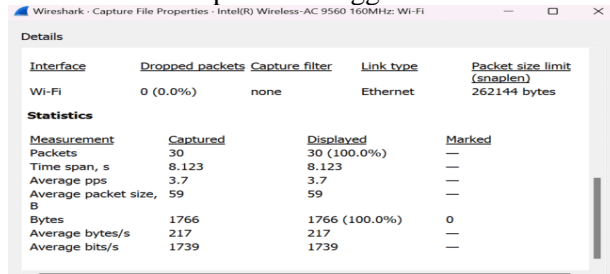 Wireshark · Capture File Properties · Intel(R) Wireless-AC 9560 160MHz: Wi-Fi
Details
Interface Dropped packets Capture filter Link type Packet size limit
(snaplen)
Wi-Fi 0 (0.0%) none Ethernet 262144 bytes
Statistics
Measurement Captured Displayed Marked
Packets 30 30 (100.0%) —
Time span, s 8.123 8.123 —
Average pps 3.7 3.7 —
Average packet size, 59 59 —
B
Bytes 1766 1766 (100.0%) 0
Average bytes/s 217 217 —
Average bits/s 1739 1739 —